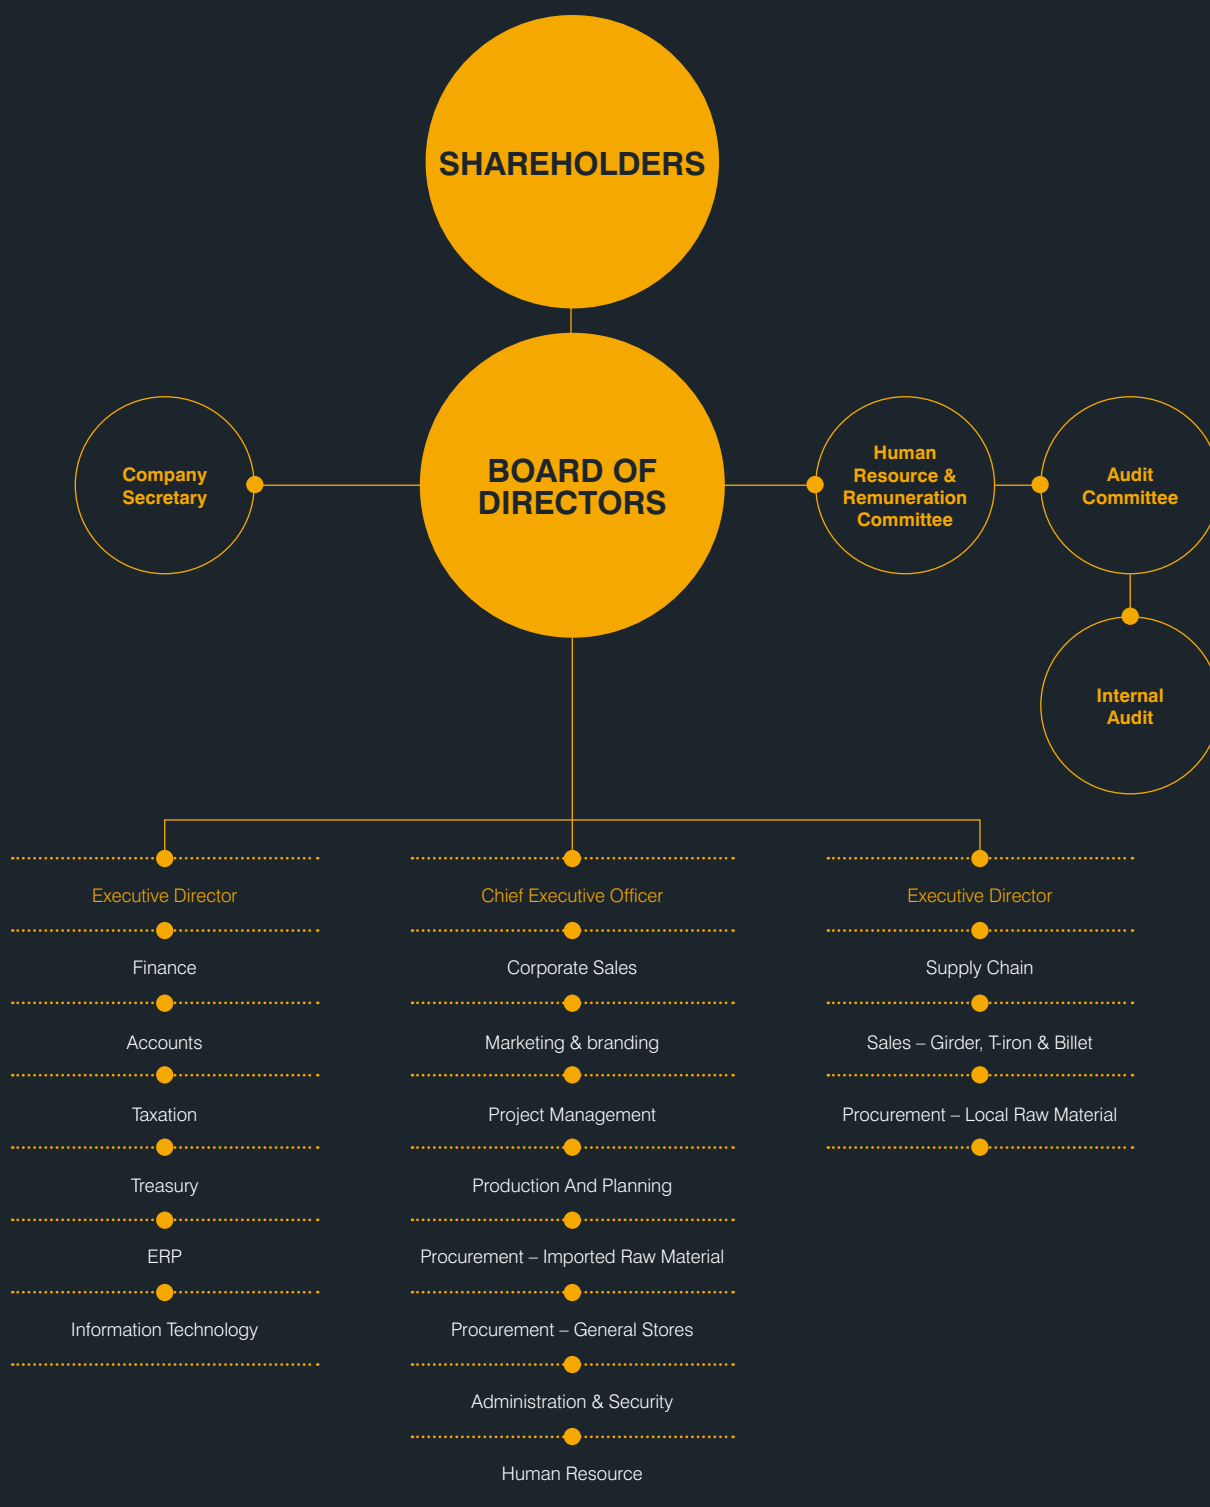 SHAREHOLDERS
BOARD OF
DIRECTORS
Company
Secretary
Human
Resource &
Remuneration
Committee
Audit
Committee
Internal
Audit
Executive Director
Finance
Accounts
Taxation
Treasury
ERP
Information Technology
Chief Executive Officer
Corporate Sales
Marketing & branding
Project Management
Production And Planning
Procurement – Imported Raw Material
Procurement – General Stores
Administration & Security
Human Resource
Executive Director
Supply Chain
Sales – Girder, T-iron & Billet
Procurement – Local Raw Material